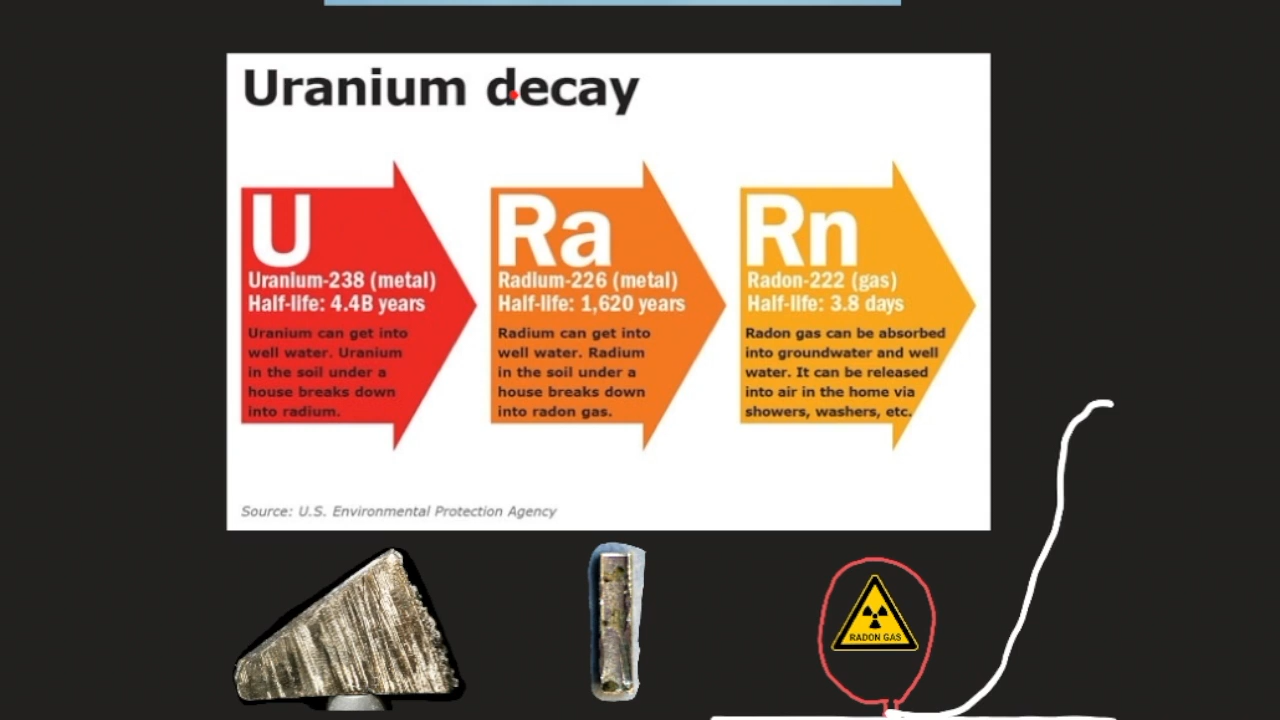 Uranium decay
U
Uranium-238 (metal)
Half-life: 4.4B years
Uranium can get into
well water. Uranium
in the soil under a
house breaks down
into radium.
Ra
Radium-226 (metal)
Half-life: 1,620 years
Radium can get into
well water. Radium
in the soil under a
house breaks down
into radon gas.
Rn
Radon-222 (gas)
Half-life: 3.8 days
Radon gas can be absorbed
into groundwater and well
water. It can be released
into air in the home via
showers, washers, etc.
Source: U.S. Environmental Protection Agency
RADON GAS